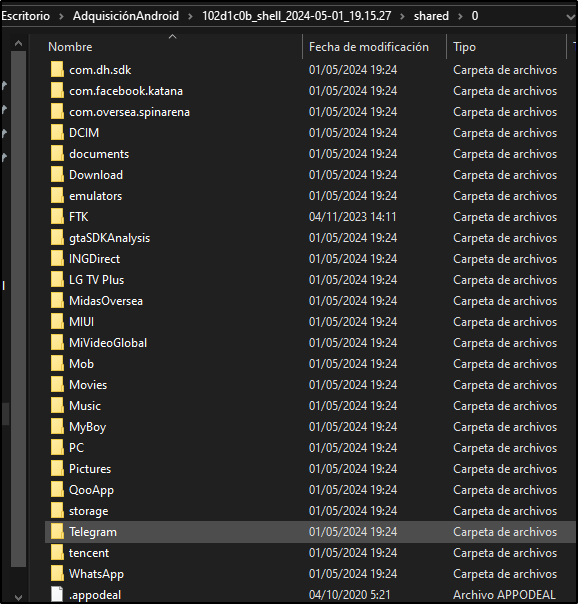 Escritorio > AdquisiciónAndroid > 102d1c0b_shell_2024-05-01_19.15.27 > shared > 0
Nombre Fecha de modificación Tipo
com.dh.sdk 01/05/2024 19:24 Carpeta de archivos
com.facebook.katana 01/05/2024 19:24 Carpeta de archivos
com.oversea.spinarena 01/05/2024 19:24 Carpeta de archivos
DCIM 01/05/2024 19:24 Carpeta de archivos
documents 01/05/2024 19:24 Carpeta de archivos
Download 01/05/2024 19:24 Carpeta de archivos
emulators 01/05/2024 19:24 Carpeta de archivos
FTK 04/11/2023 14:11 Carpeta de archivos
gtaSDKAnalysis 01/05/2024 19:24 Carpeta de archivos
INGDirect 01/05/2024 19:24 Carpeta de archivos
LG TV Plus 01/05/2024 19:24 Carpeta de archivos
MidasOversea 01/05/2024 19:24 Carpeta de archivos
MIUI 01/05/2024 19:24 Carpeta de archivos
MiVideoGlobal 01/05/2024 19:24 Carpeta de archivos
Mob 01/05/2024 19:24 Carpeta de archivos
Movies 01/05/2024 19:24 Carpeta de archivos
Music 01/05/2024 19:24 Carpeta de archivos
MyBoy 01/05/2024 19:24 Carpeta de archivos
PC 01/05/2024 19:24 Carpeta de archivos
Pictures 01/05/2024 19:24 Carpeta de archivos
QooApp 01/05/2024 19:24 Carpeta de archivos
storage 01/05/2024 19:24 Carpeta de archivos
Telegram 01/05/2024 19:24 Carpeta de archivos
tencent 01/05/2024 19:24 Carpeta de archivos
WhatsApp 01/05/2024 19:24 Carpeta de archivos
.appodeal 04/10/2020 5:21 Archivo APPODEAL